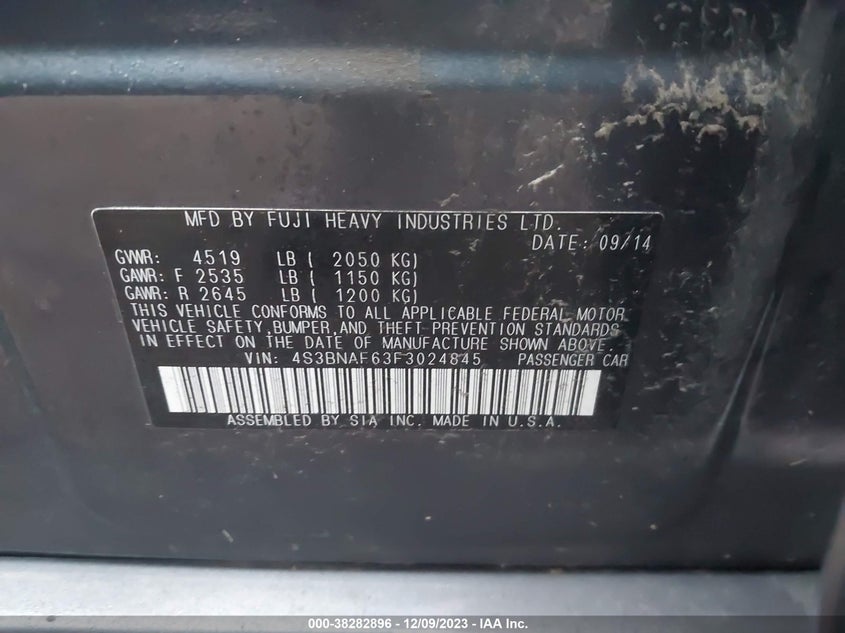 MFD BY FUJI HEAVY INDUSTRIES LTD.
DATE: 09/14
GVWR: 4519 LB ( 2050 KG)
GAWR: F 2535 LB ( 1150 KG)
GAWR: R 2645 LB ( 1200 KG)
THIS VEHICLE CONFORMS TO ALL APPLICABLE FEDERAL MOTOR
VEHICLE SAFETY,BUMPER,AND THEFT PREVENTION STANDARDS
IN EFFECT ON THE DATE OF MANUFACTURE SHOWN ABOVE.
VIN: 4S3BNAF63F3024845 PASSENGER CAR
ASSEMBLED BY SIA INC. MADE IN U.S.A.
000-38282896 - 12/09/2023 - IAA Inc.